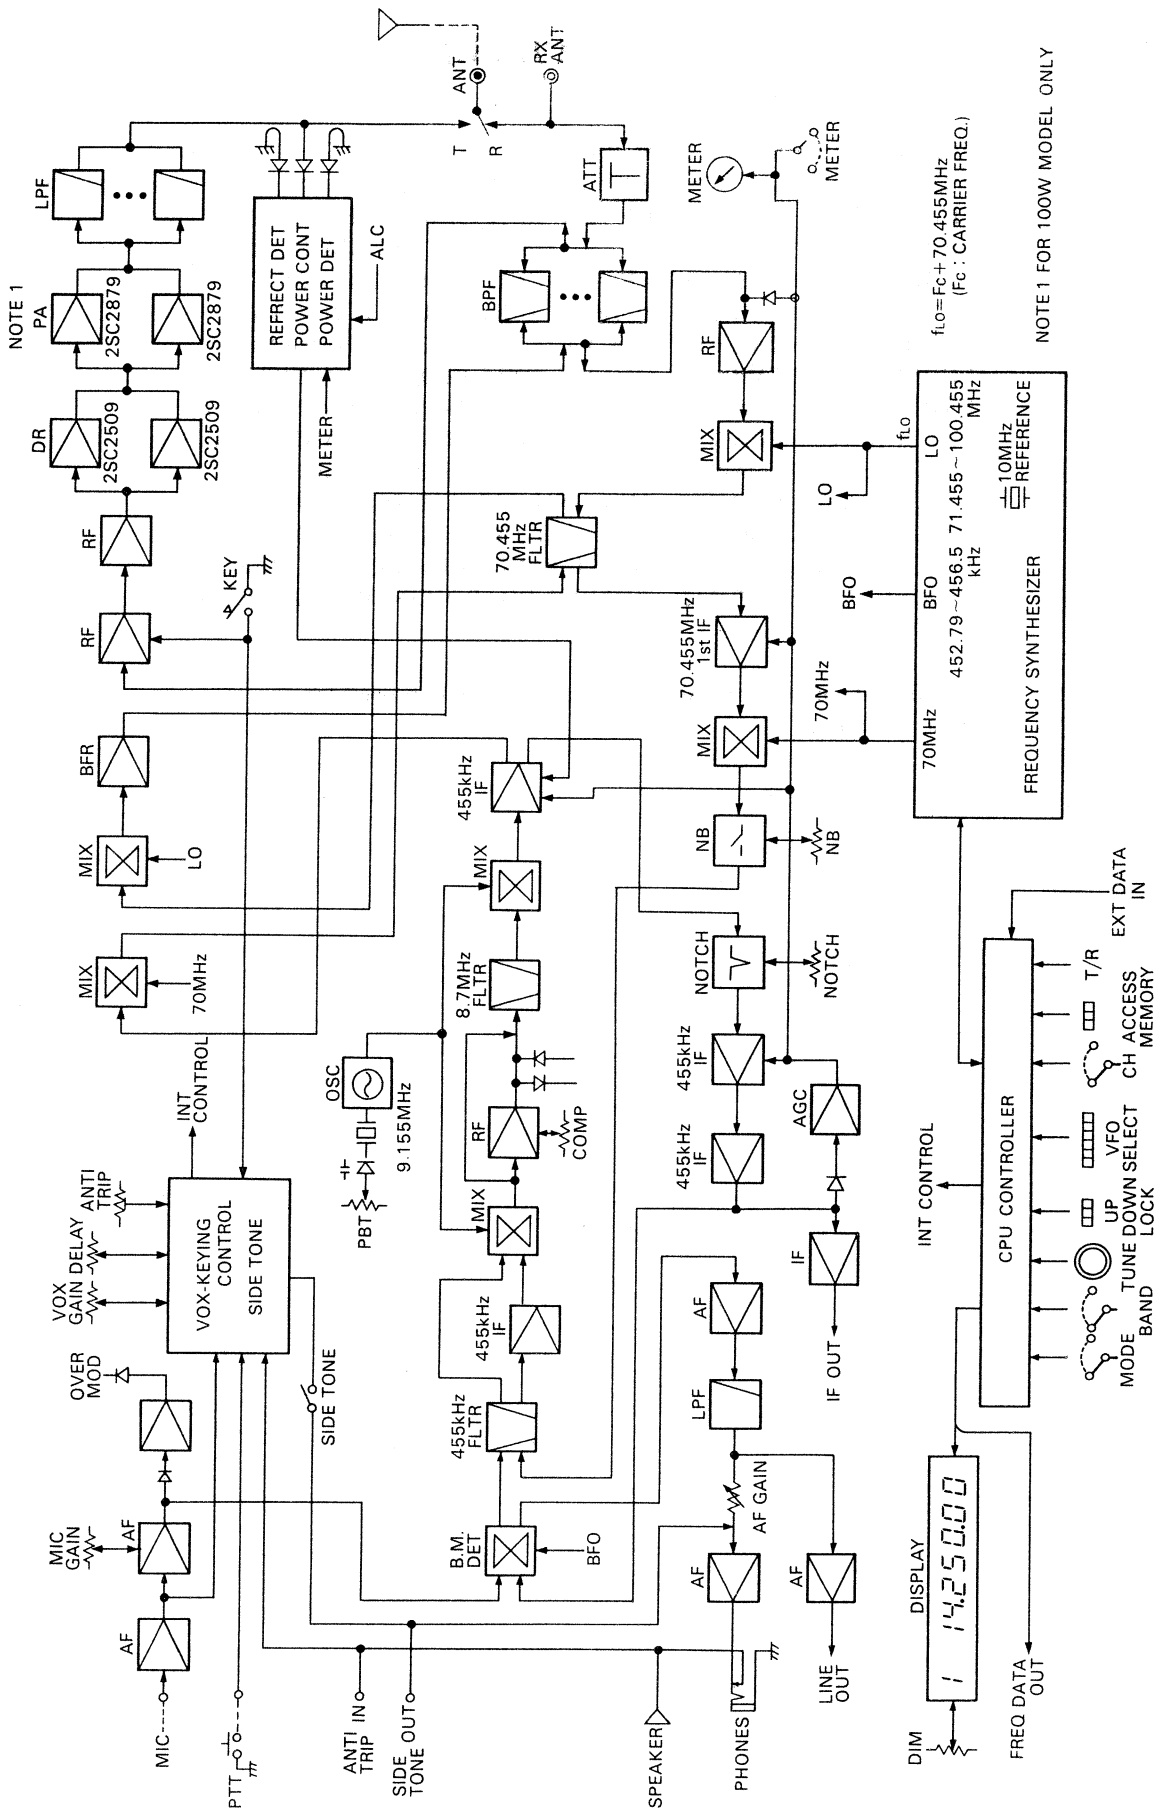 NOTE 1
MIC
AF
MIC
GAIN
AF
OVER
MOD
VOX
GAIN
DELAY
ANTI
TRIP
INT
CONTROL
MIX
70MHz
MIX
LO
BFR
RF
RF
DR
2SC2509
2SC2509
PA
2SC2879
2SC2879
LPF
PTT
VOX-KEYING
CONTROL
SIDE TONE
KEY
METER
REFRECT DET
POWER CONT
POWER DET
ALC
ANTI
TRIP
IN
SIDE
TONE
OUT
SIDE TONE
PBT
OSC
9.155MHz
T
R
ANT
RX
ANT
B.M.
DET
BFO
455kHz
FLTR
455kHz
IF
MIX
RF
COMP
8.7MHz
FLTR
MIX
455kHz
IF
70.455
MHz
FLTR
BPF
ATT
SPEAKER
PHONES
AF
AF GAIN
LPF
AF
455kHz
IF
455kHz
IF
NOTCH
NOTCH
NB
NB
MIX
70.455MHz
1st IF
MIX
RF
METER
METER
LINE
OUT
AF
IF OUT
IF
AGC
70MHz
BFO
LO
DIM
DISPLAY
1 14.250.00
FREQ DATA
OUT
INT CONTROL
CPU CONTROLLER
MODE
BAND
TUNE
UP
DOWN
LOCK
VFO
SELECT
CH
ACCESS
MEMORY
T/R
EXT DATA
IN
70MHz
BFO
452.79~456.5
kHz
fLO
LO
71.455~100.455
MHz
10MHz
REFERENCE
FREQUENCY SYNTHESIZER
fLO=Fc+70.455MHz
(Fc : CARRIER FREQ.)
NOTE 1 FOR 100W MODEL ONLY